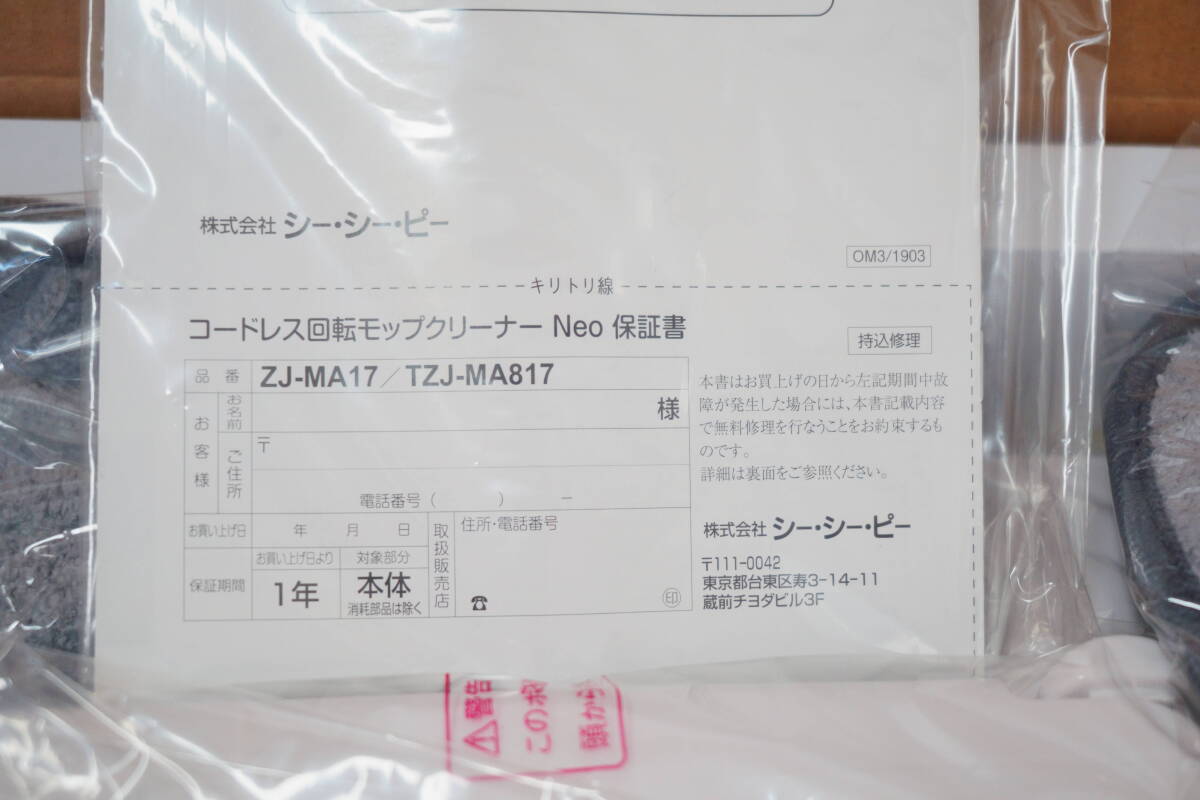 株式会社 シー・シー・ピー
OM3/1903
キリトリ線
コードレス回転モップクリーナー Neo 保証書
持込修理
品番 ZJ-MA17／TZJ-MA817
お客様 お名前 様
ご住所 〒
電話番号（　　　）　　－
お買い上げ日 年 月 日
保証期間 お買い上げ日より 対象部分
1年 本体
消耗部品は除く
取扱販売店 住所・電話番号
☎ 印
本書はお買上げの日から左記期間中故
障が発生した場合には、本書記載内容
で無料修理を行なうことをお約束するも
のです。
詳細は裏面をご参照ください。
株式会社 シー・シー・ピー
〒111-0042
東京都台東区寿3-14-11
蔵前チヨダビル3F
⚠警告
この
頭から